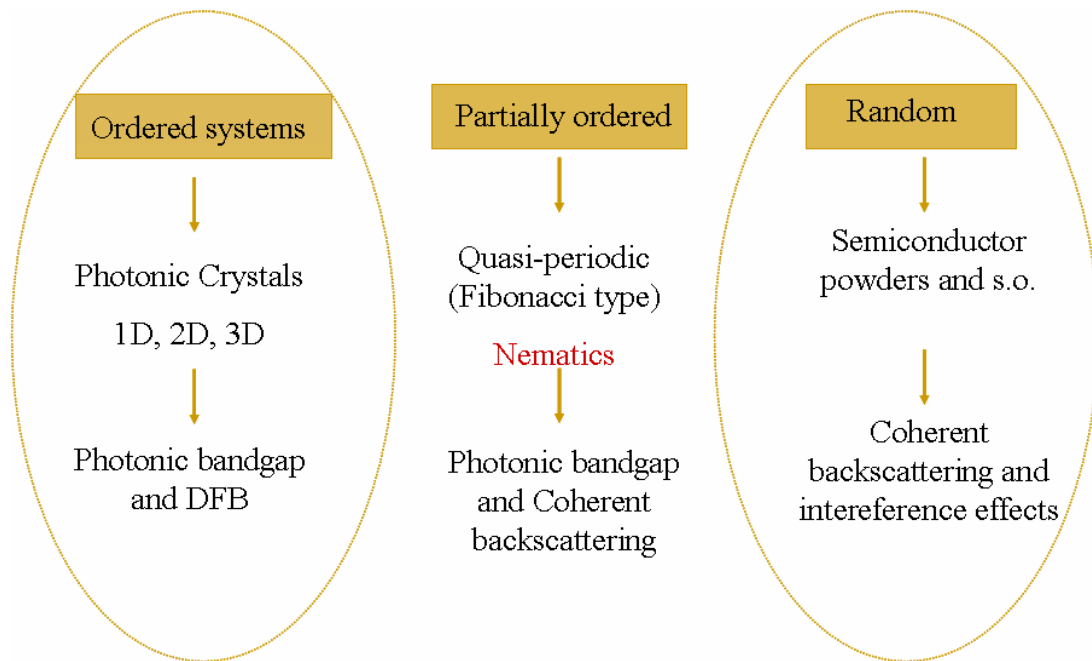 Ordered systems
Photonic Crystals
1D, 2D, 3D
Photonic bandgap
and DFB
Partially ordered
Quasi-periodic
(Fibonacci type)
Nematics
Photonic bandgap
and Coherent
backscattering
Random
Semiconductor
powders and s.o.
Coherent
backscattering and
intereference effects